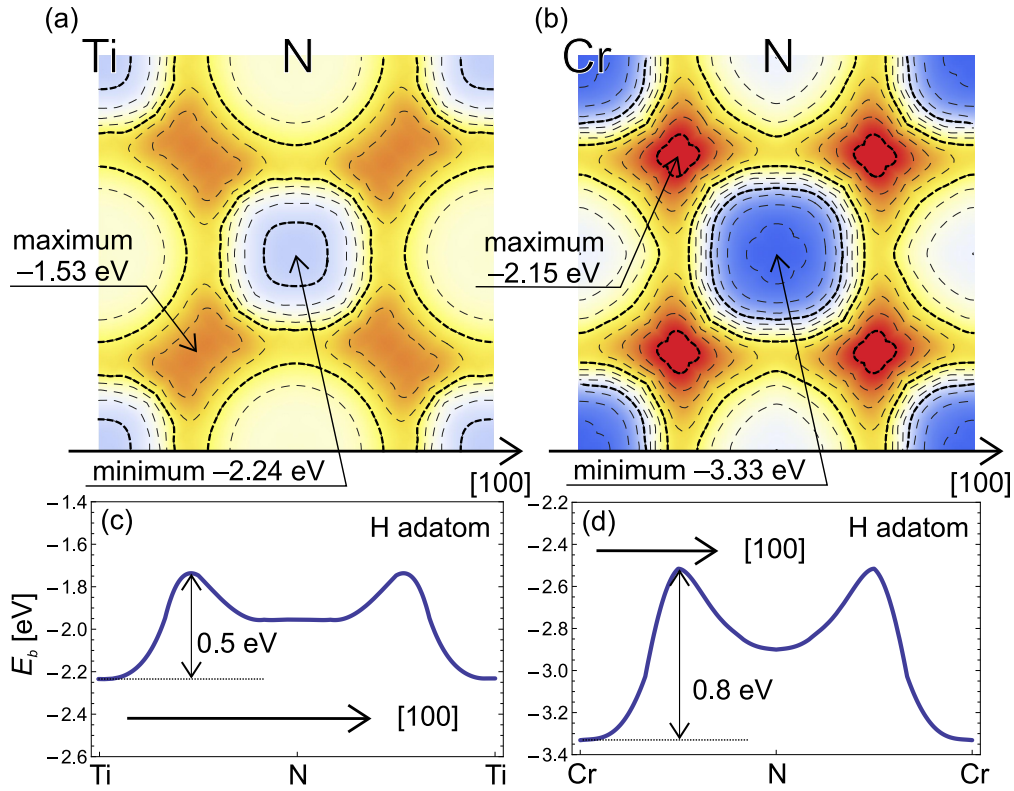 (a)
(b)
Ti
N
Cr
N
maximum
–1.53 eV
maximum
–2.15 eV
minimum –2.24 eV
[100]
minimum –3.33 eV
[100]
(c)
H adatom
(d)
H adatom
−1.4
−1.6
−1.8
−2.0
−2.2
−2.4
−2.6
E_b [eV]
0.5 eV
[100]
Ti
N
Ti
−2.2
−2.4
−2.6
−2.8
−3.0
−3.2
−3.4
[100]
0.8 eV
Cr
N
Cr